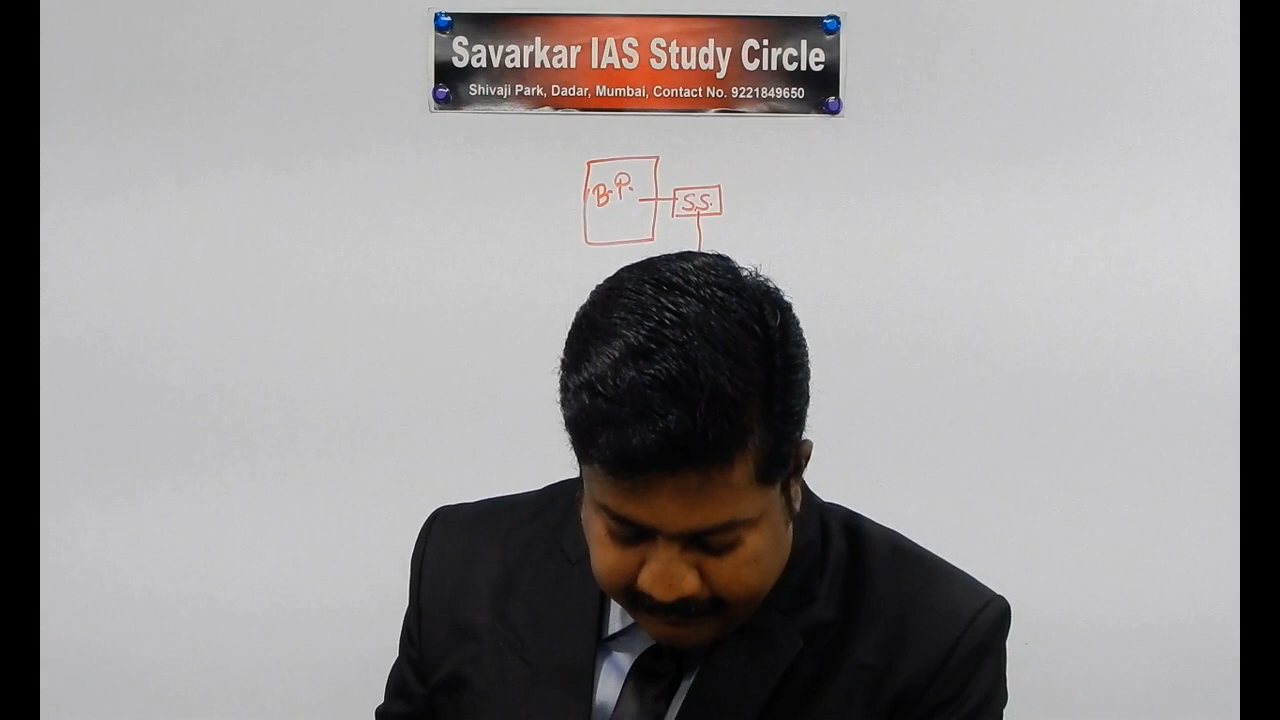 Savarkar IAS Study Circle
Shivaji Park, Dadar, Mumbai, Contact No. 9221849650
B.P.
S.S.